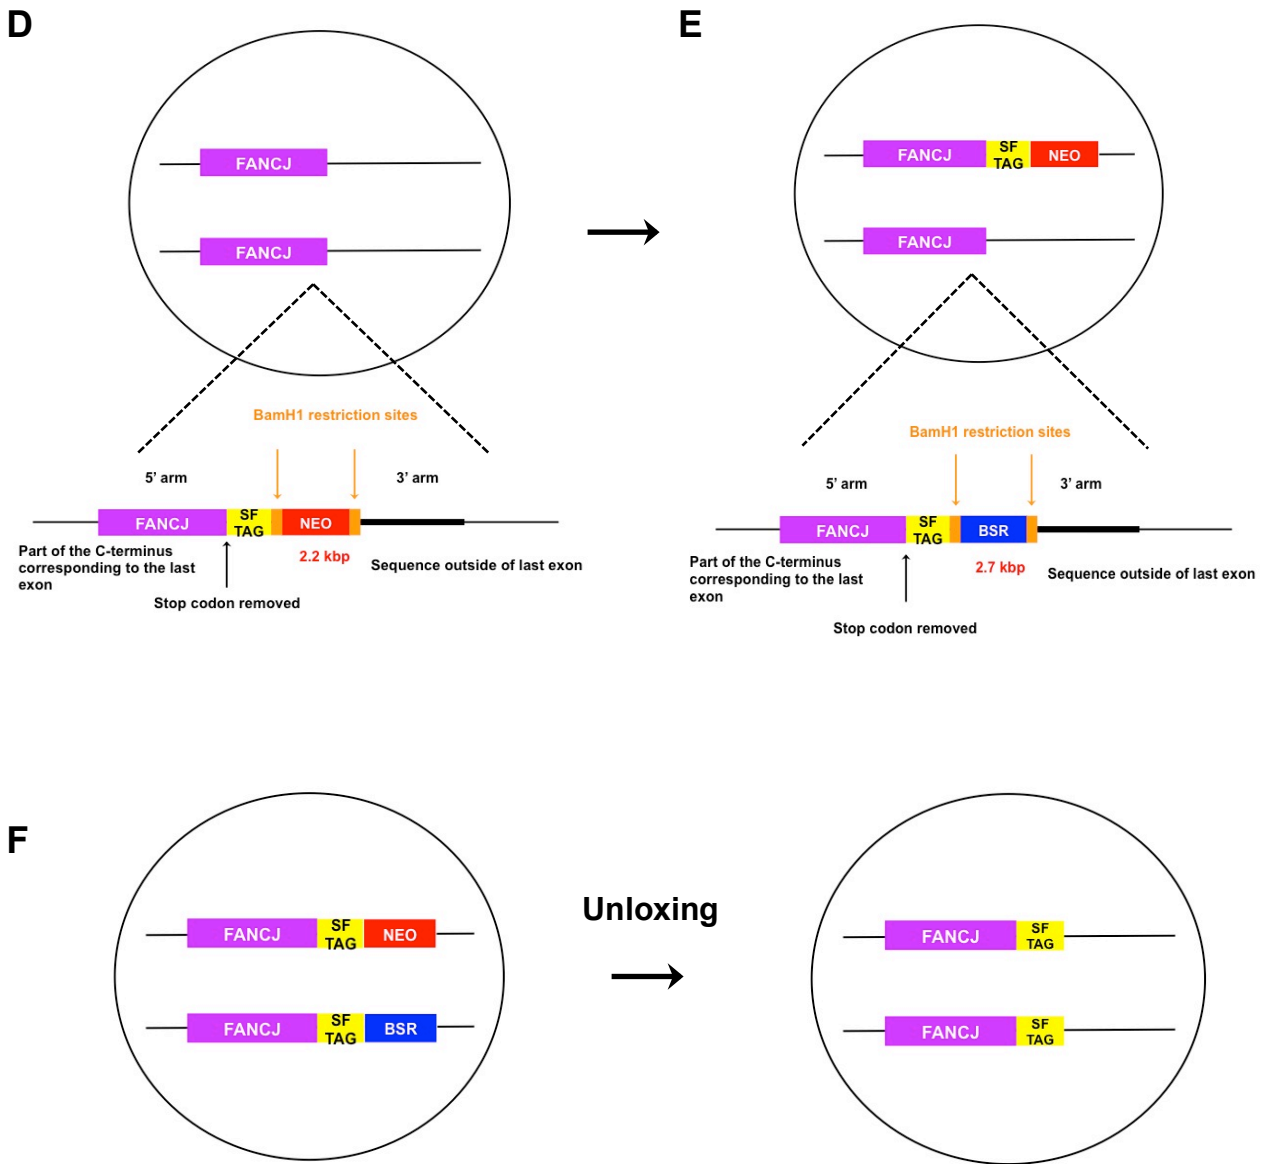 D
FANCJ
FANCJ
BamH1 restriction sites
5’ arm
3’ arm
FANCJ
SF
TAG
NEO
Part of the C-terminus
corresponding to the last
exon
2.2 kbp
Sequence outside of last exon
Stop codon removed
E
FANCJ
SF
TAG
NEO
FANCJ
BamH1 restriction sites
5’ arm
3’ arm
FANCJ
SF
TAG
BSR
Part of the C-terminus
corresponding to the last
exon
2.7 kbp
Sequence outside of last exon
Stop codon removed
F
FANCJ
SF
TAG
NEO
FANCJ
SF
TAG
BSR
Unloxing
FANCJ
SF
TAG
FANCJ
SF
TAG